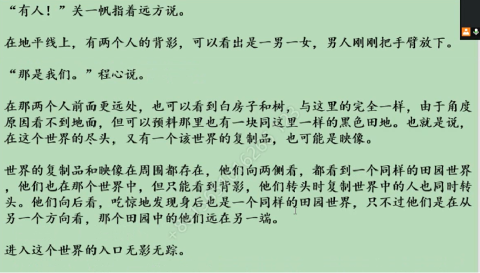 “有人！”关一帆指着远方说。
在地平线上，有两个人的背影，可以看出是一男一女，男人刚刚把手臂放下。
“那是我们。”程心说。
在那两个人前面更远处，也可以看到白房子和树，与这里的完全一样，由于角度
原因看不到地面，但可以预料那里也有一块同这里一样的黑色田地。也就是说，
在这个世界的尽头，又有一个该世界的复制品，也可能是映像。
世界的复制品和映像在周围都存在，他们向两侧看，都看到一个同样的田园世界
，他们也在那个世界中，但只能看到背影，他们转头时复制世界中的人也同时转
头。他们向后看，吃惊地发现身后也是一个同样的田园世界，只不过他们是在从
另一个方向看，那个田园中的他们远在另一端。
进入这个世界的入口无影无踪。